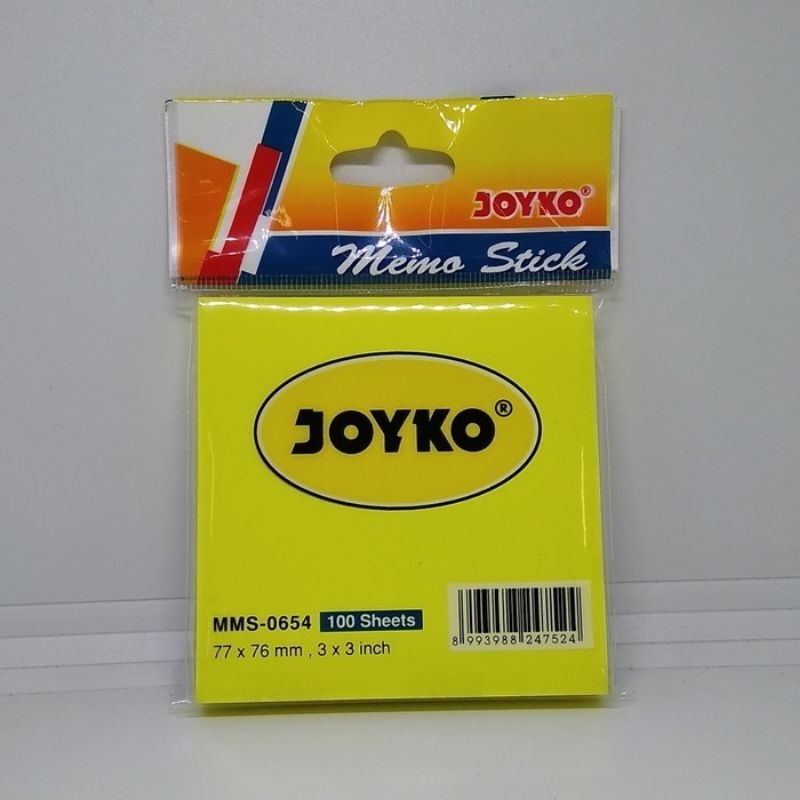 JOYKO®
Memo Stick
JOYKO®
MMS-0654 100 Sheets
77 x 76 mm , 3 x 3 inch
8 993988 247524